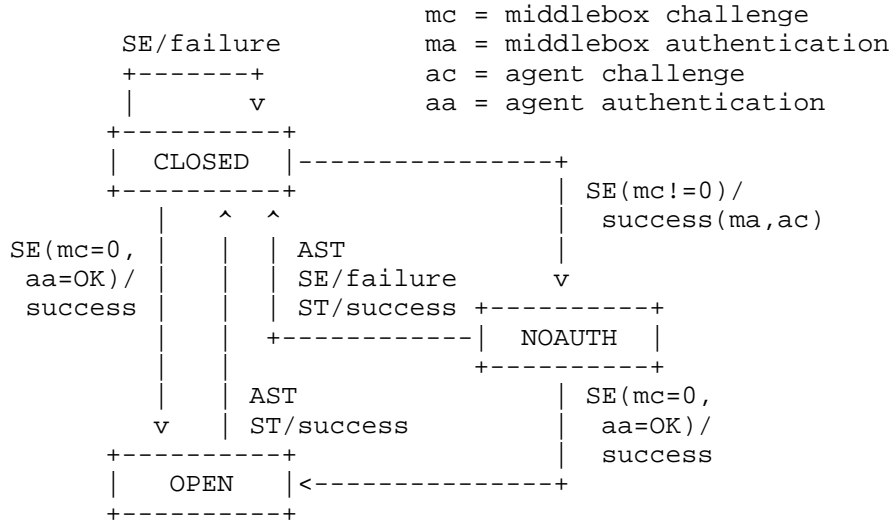 mc = middlebox challenge
SE/failure ma = middlebox authentication
ac = agent challenge
aa = agent authentication
CLOSED
SE(mc!=0)/
success(ma,ac)
SE(mc=0, AST
aa=OK)/ SE/failure
success ST/success
NOAUTH
AST SE(mc=0,
ST/success aa=OK)/
success
OPEN